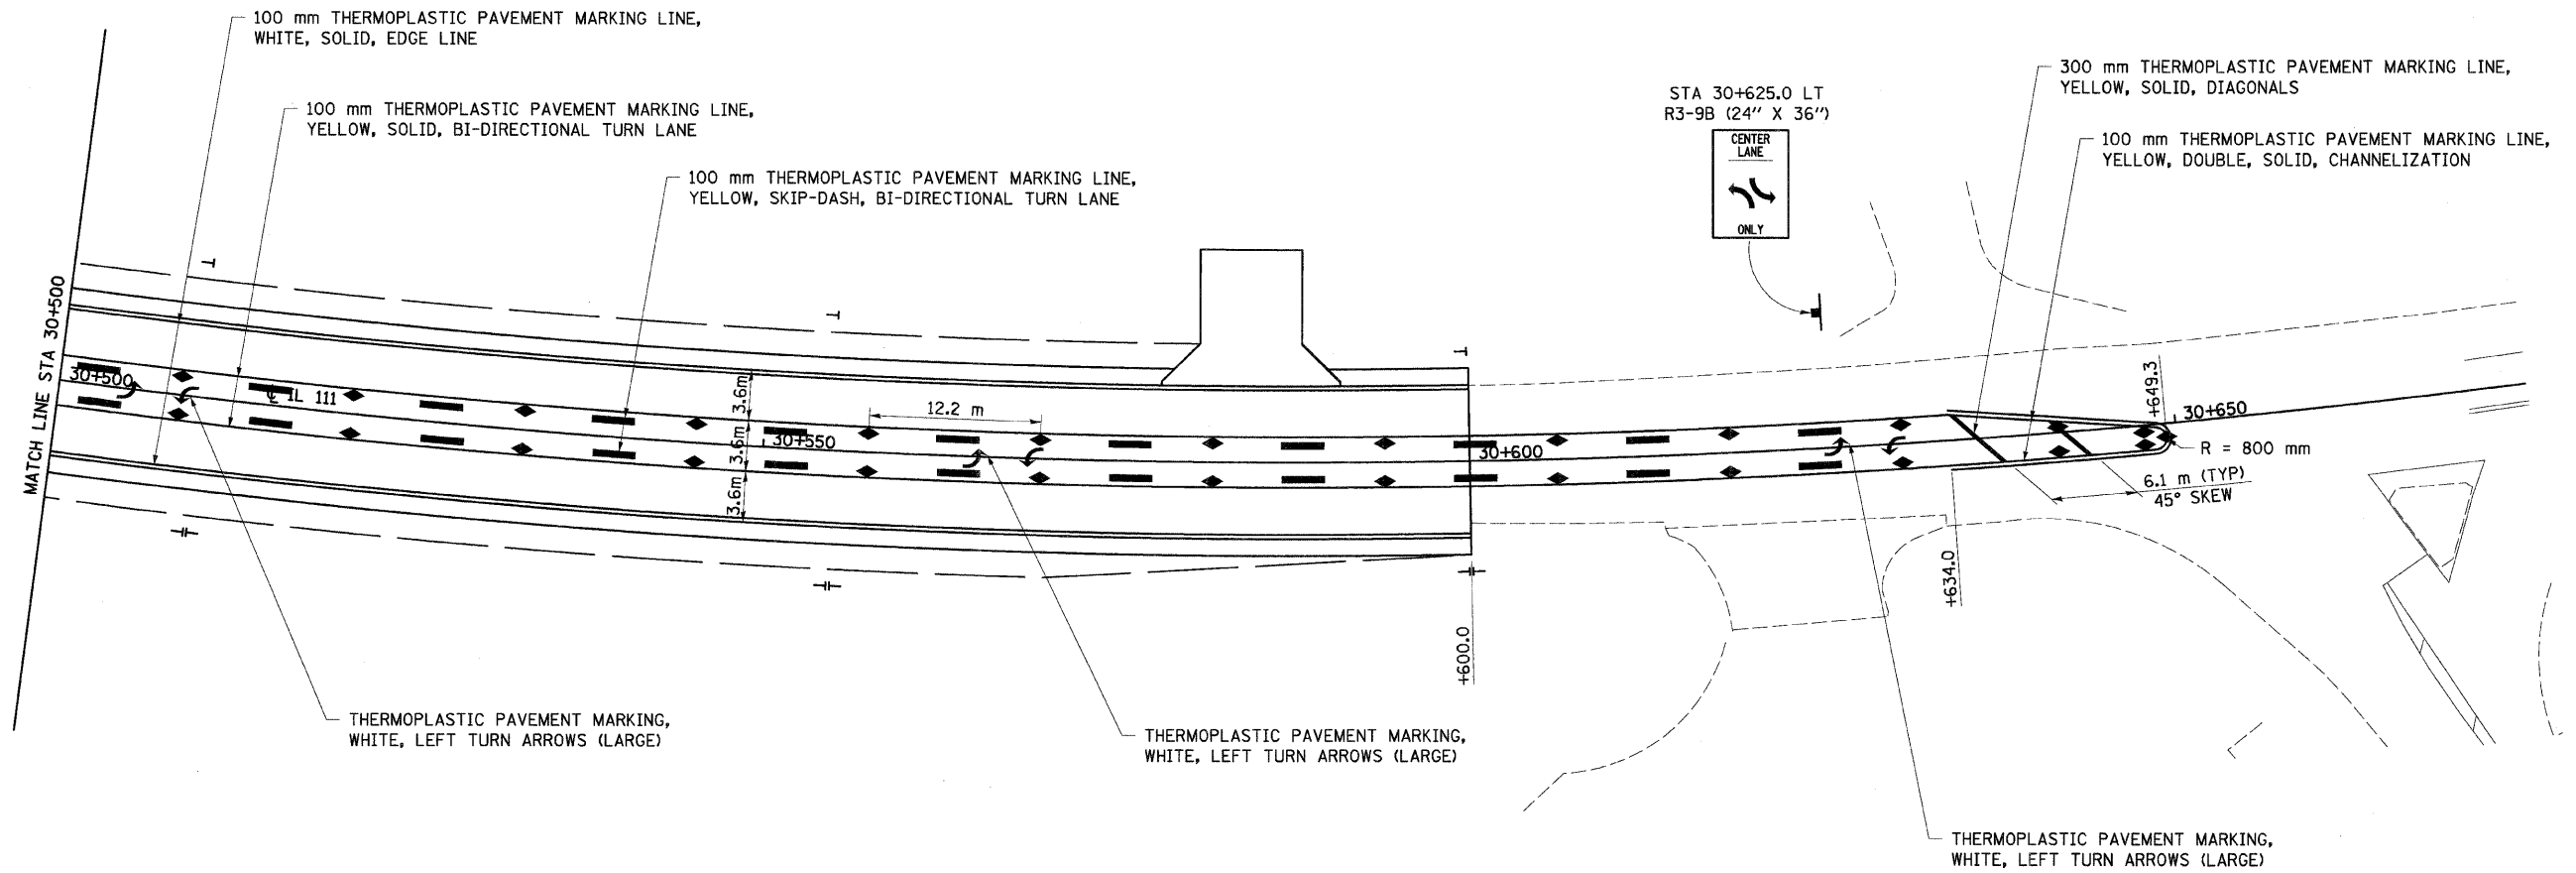 100 mm THERMOPLASTIC PAVEMENT MARKING LINE,
WHITE, SOLID, EDGE LINE
100 mm THERMOPLASTIC PAVEMENT MARKING LINE,
YELLOW, SOLID, BI-DIRECTIONAL TURN LANE
100 mm THERMOPLASTIC PAVEMENT MARKING LINE,
YELLOW, SKIP-DASH, BI-DIRECTIONAL TURN LANE
STA 30+625.0 LT
R3-9B (24" X 36")
CENTER
LANE
ONLY
300 mm THERMOPLASTIC PAVEMENT MARKING LINE,
YELLOW, SOLID, DIAGONALS
100 mm THERMOPLASTIC PAVEMENT MARKING LINE,
YELLOW, DOUBLE, SOLID, CHANNELIZATION
MATCH LINE STA 30+500
30+500
℄ IL 111
3.6m
3.6m
3.6m
30+550
12.2 m
30+600
+600.0
+634.0
+649.3
30+650
R = 800 mm
6.1 m (TYP)
45° SKEW
THERMOPLASTIC PAVEMENT MARKING,
WHITE, LEFT TURN ARROWS (LARGE)
THERMOPLASTIC PAVEMENT MARKING,
WHITE, LEFT TURN ARROWS (LARGE)
THERMOPLASTIC PAVEMENT MARKING,
WHITE, LEFT TURN ARROWS (LARGE)